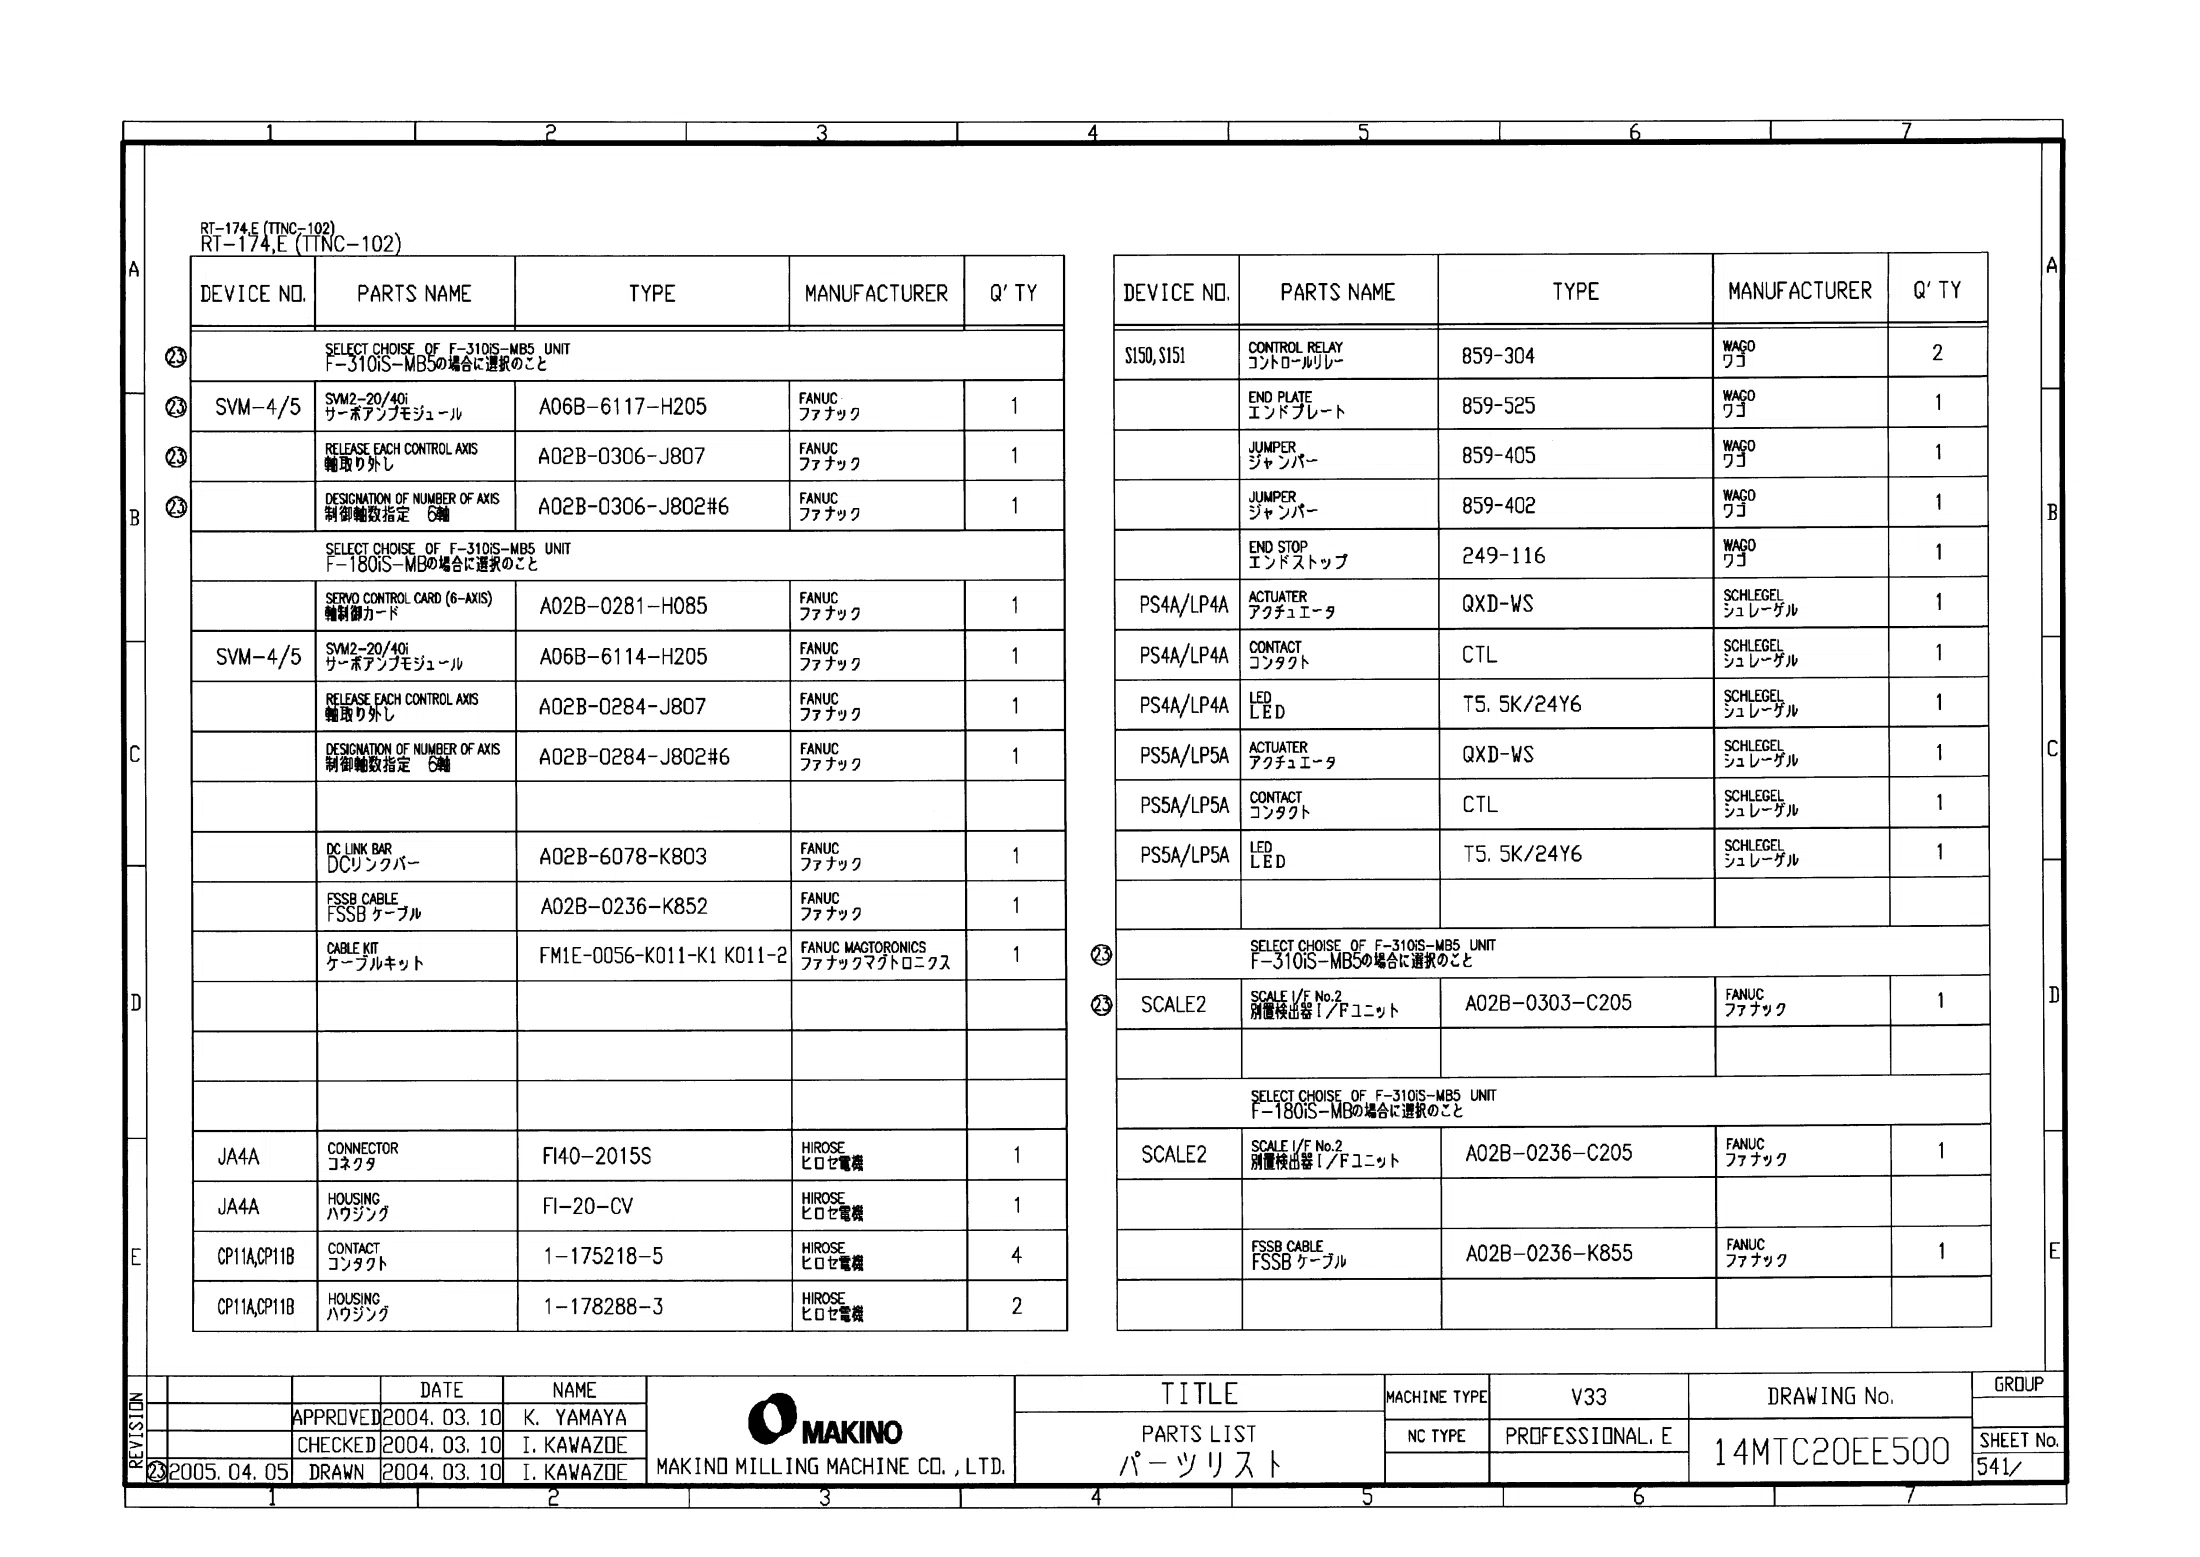 1 2 3 4 5 6 7
RT-174,E (TTNC-102)
RT-174,E (TTNC-102)
A A
B B
C C
D D
E E
DEVICE NO. PARTS NAME TYPE MANUFACTURER Q'TY
㉓ SELECT CHOISE OF F-310iS-MB5 UNIT
F-310iS-MB5の場合に選択のこと
㉓ SVM-4/5 SVM2-20/40i A06B-6117-H205 FANUC 1
サーボアンプモジュール ファナック
㉓ RELEASE EACH CONTROL AXIS A02B-0306-J807 FANUC 1
軸取り外し ファナック
㉓ DESIGNATION OF NUMBER OF AXIS A02B-0306-J802#6 FANUC 1
制御軸数指定 6軸 ファナック
SELECT CHOISE OF F-310iS-MB5 UNIT
F-180iS-MBの場合に選択のこと
SERVO CONTROL CARD (6-AXIS) A02B-0281-H085 FANUC 1
軸制御カード ファナック
SVM-4/5 SVM2-20/40i A06B-6114-H205 FANUC 1
サーボアンプモジュール ファナック
RELEASE EACH CONTROL AXIS A02B-0284-J807 FANUC 1
軸取り外し ファナック
DESIGNATION OF NUMBER OF AXIS A02B-0284-J802#6 FANUC 1
制御軸数指定 6軸 ファナック
DC LINK BAR A02B-6078-K803 FANUC 1
DCリンクバー ファナック
FSSB CABLE A02B-0236-K852 FANUC 1
FSSB ケーブル ファナック
CABLE KIT FM1E-0056-K011-K1 K011-2 FANUC MAGTORONICS 1
ケーブルキット ファナックマグトロニクス
JA4A CONNECTOR FI40-2015S HIROSE 1
コネクタ ヒロセ電機
JA4A HOUSING FI-20-CV HIROSE 1
ハウジング ヒロセ電機
CP11A,CP11B CONTACT 1-175218-5 HIROSE 4
コンタクト ヒロセ電機
CP11A,CP11B HOUSING 1-178288-3 HIROSE 2
ハウジング ヒロセ電機
DEVICE NO. PARTS NAME TYPE MANUFACTURER Q'TY
S150,S151 CONTROL RELAY 859-304 WAGO 2
コントロールリレー ワゴ
END PLATE 859-525 WAGO 1
エンドプレート ワゴ
JUMPER 859-405 WAGO 1
ジャンパー ワゴ
JUMPER 859-402 WAGO 1
ジャンパー ワゴ
END STOP 249-116 WAGO 1
エンドストップ ワゴ
PS4A/LP4A ACTUATER QXD-WS SCHLEGEL 1
アクチュエータ シュレーゲル
PS4A/LP4A CONTACT CTL SCHLEGEL 1
コンタクト シュレーゲル
PS4A/LP4A LED T5.5K/24Y6 SCHLEGEL 1
LED シュレーゲル
PS5A/LP5A ACTUATER QXD-WS SCHLEGEL 1
アクチュエータ シュレーゲル
PS5A/LP5A CONTACT CTL SCHLEGEL 1
コンタクト シュレーゲル
PS5A/LP5A LED T5.5K/24Y6 SCHLEGEL 1
LED シュレーゲル
㉓ SELECT CHOISE OF F-310iS-MB5 UNIT
F-310iS-MB5の場合に選択のこと
㉓ SCALE2 SCALE I/F No.2 A02B-0303-C205 FANUC 1
別置検出器I/Fユニット ファナック
SELECT CHOISE OF F-310iS-MB5 UNIT
F-180iS-MBの場合に選択のこと
SCALE2 SCALE I/F No.2 A02B-0236-C205 FANUC 1
別置検出器I/Fユニット ファナック
FSSB CABLE A02B-0236-K855 FANUC 1
FSSB ケーブル ファナック
REVISION
DATE NAME
APPROVED 2004.03.10 K. YAMAYA
CHECKED 2004.03.10 I. KAWAZOE
㉓ 2005.04.05 DRAWN 2004.03.10 I. KAWAZOE
MAKINO
MAKINO MILLING MACHINE CO.,LTD.
TITLE
PARTS LIST
パーツリスト
MACHINE TYPE V33
NC TYPE PROFESSIONAL.E
DRAWING No.
14MTC20EE500
GROUP
SHEET No.
541/
1 2 3 4 5 6 7